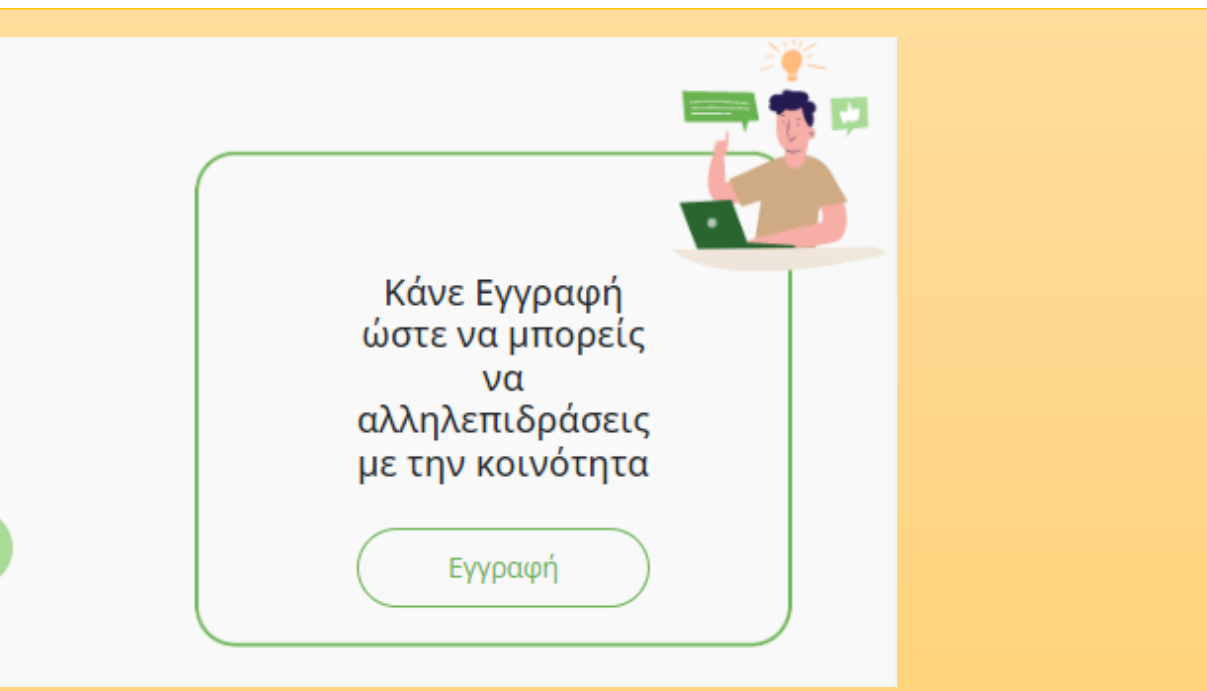 Κάνε Εγγραφή
ώστε να μπορείς
να
αλληλεπιδράσεις
με την κοινότητα
Εγγραφή